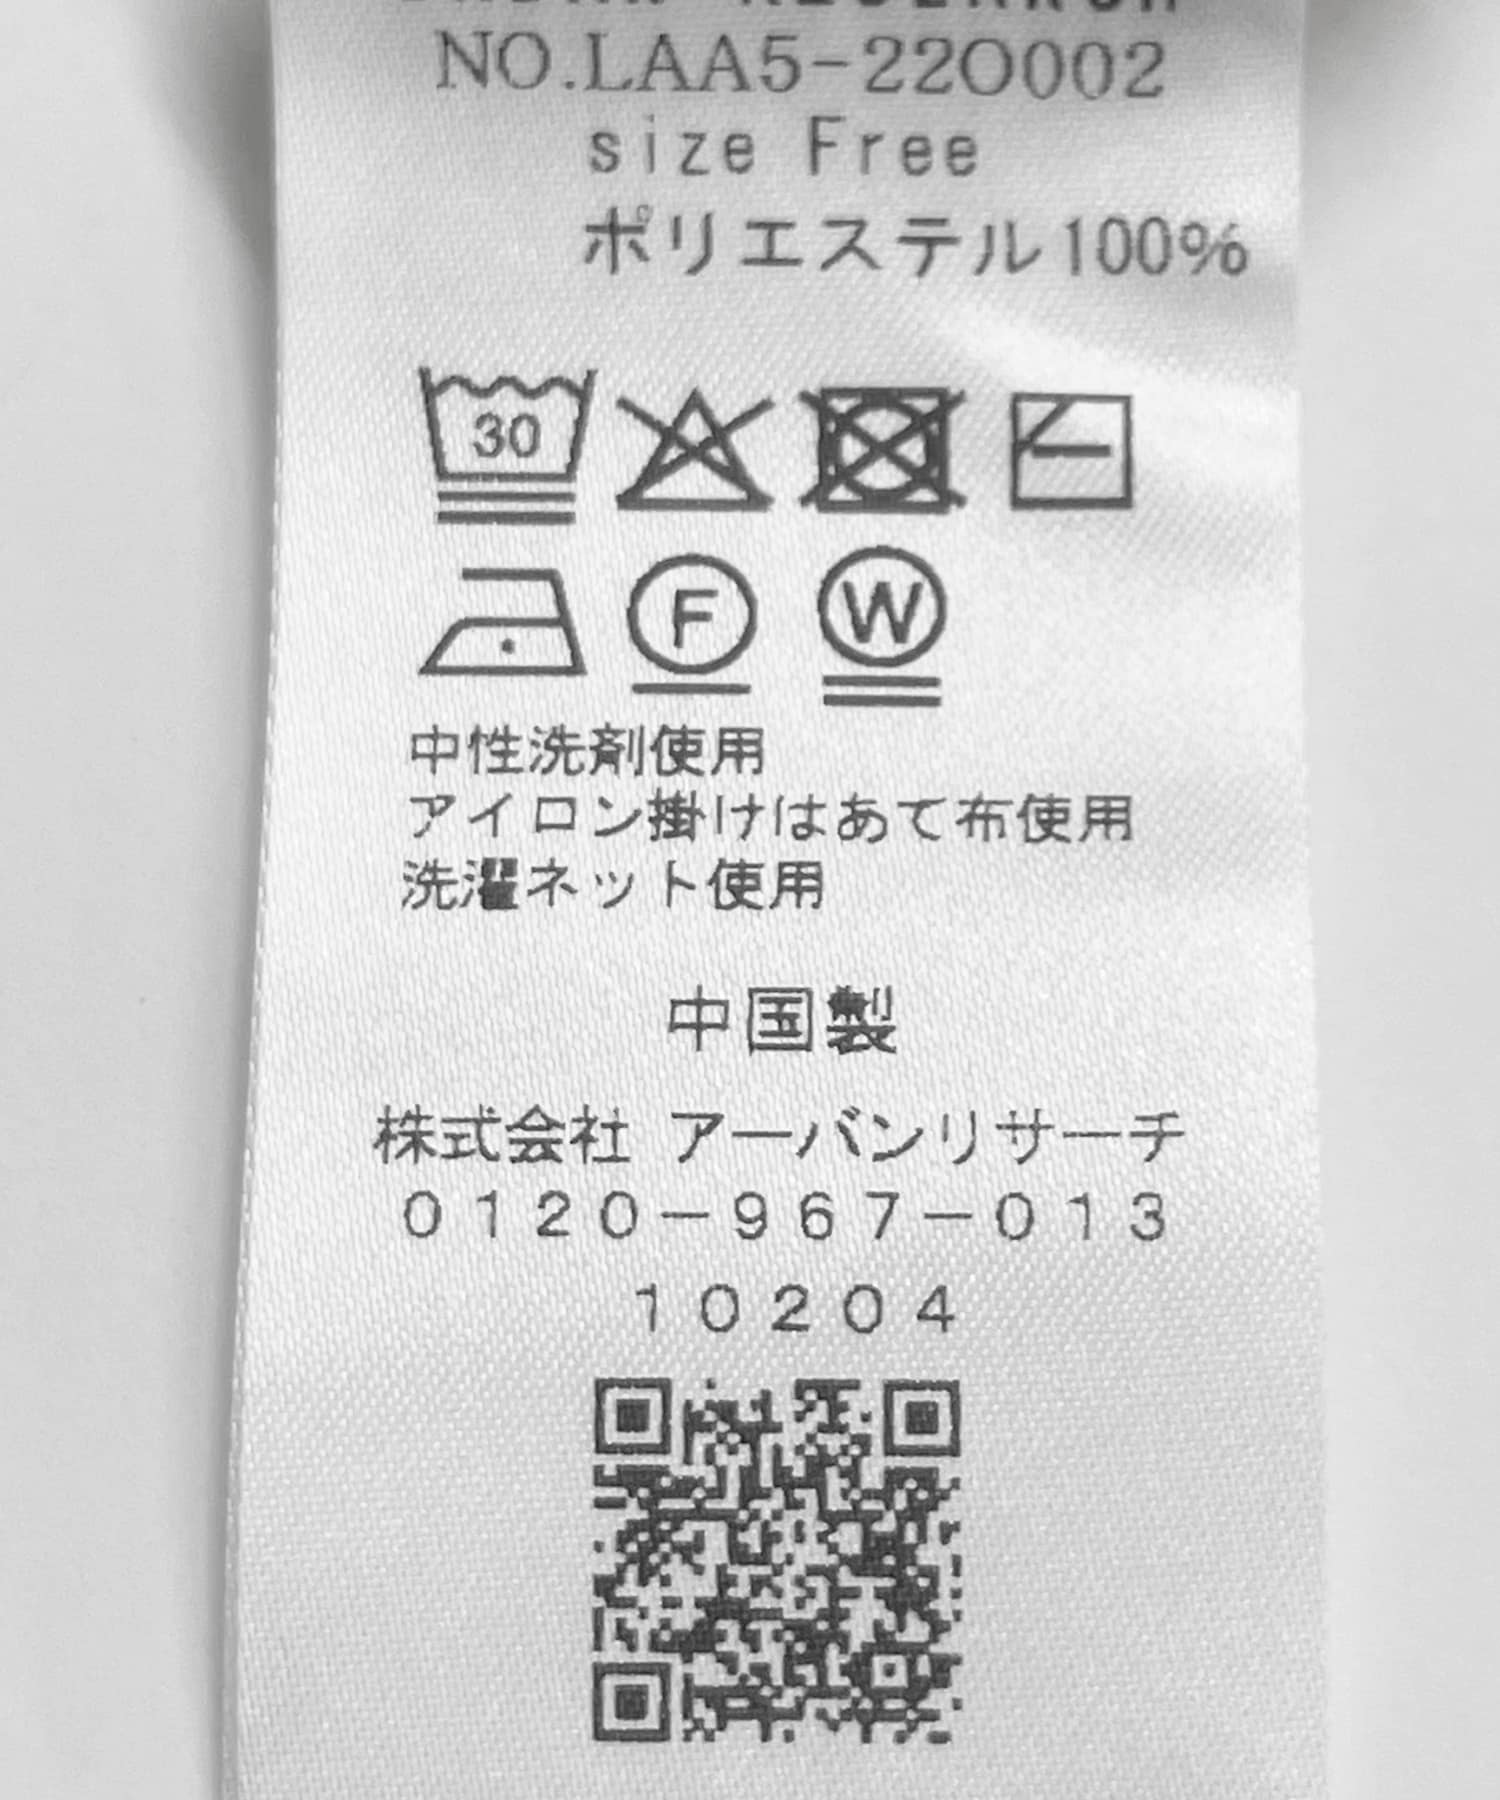 NO.LAA5-220002
size Free
ポリエステル100%
30
F
W
中性洗剤使用
アイロン掛けはあて布使用
洗濯ネット使用
中国製
株式会社 アーバンリサーチ
0120-967-013
10204